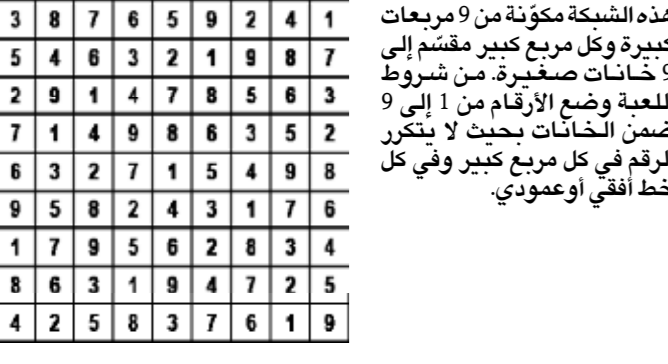 3 8 7 6 5 9 2 4 1
5 4 6 3 2 1 9 8 7
2 9 1 4 7 8 5 6 3
7 1 4 9 8 6 3 5 2
6 3 2 7 1 5 4 9 8
9 5 8 2 4 3 1 7 6
1 7 9 5 6 2 8 3 4
8 6 3 1 9 4 7 2 5
4 2 5 8 3 7 6 1 9
هذه الشبكة مكوّنة من 9 مربعات
كبيرة وكل مربع كبير مقسّم إلى
9 خانات صغيرة. من شروط
اللعبة وضع الأرقام من 1 إلى 9
ضمن الخانات بحيث لا يتكرر
الرقم في كل مربع كبير وفي كل
خط أفقي أوعمودي.